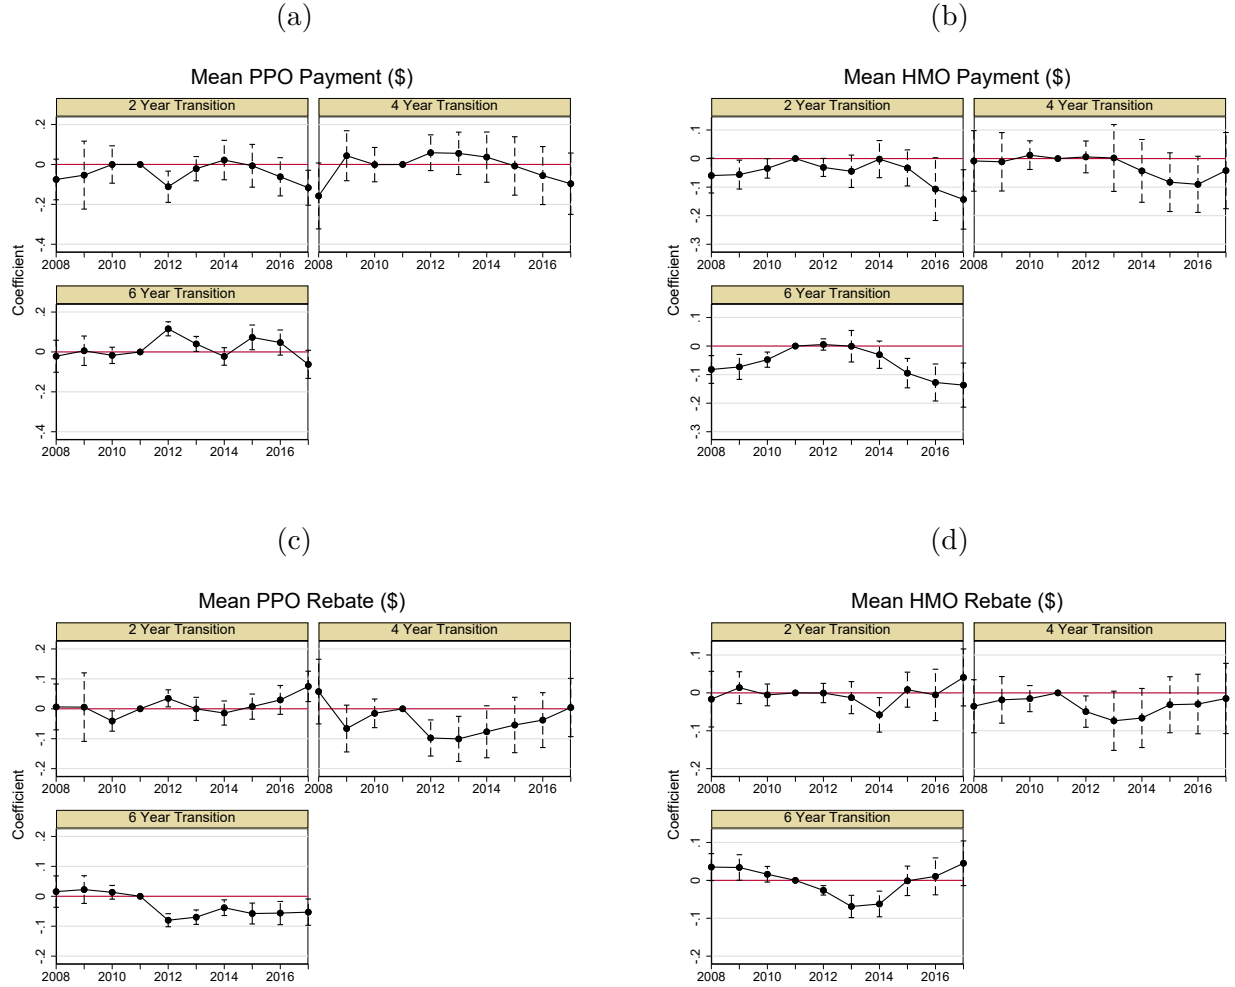 (a)
Mean PPO Payment ($)
2 Year Transition
4 Year Transition
.2
0
-.2
-.4
2008 2010 2012 2014 2016 2008 2010 2012 2014 2016
6 Year Transition
.2
0
-.2
-.4
2008 2010 2012 2014 2016
Coefficient
(b)
Mean HMO Payment ($)
2 Year Transition
4 Year Transition
.1
0
-.1
-.2
-.3
2008 2010 2012 2014 2016 2008 2010 2012 2014 2016
6 Year Transition
.1
0
-.1
-.2
-.3
2008 2010 2012 2014 2016
Coefficient
(c)
Mean PPO Rebate ($)
2 Year Transition
4 Year Transition
.2
.1
0
-.1
-.2
2008 2010 2012 2014 2016 2008 2010 2012 2014 2016
6 Year Transition
.2
.1
0
-.1
-.2
2008 2010 2012 2014 2016
Coefficient
(d)
Mean HMO Rebate ($)
2 Year Transition
4 Year Transition
.1
0
-.1
-.2
2008 2010 2012 2014 2016 2008 2010 2012 2014 2016
6 Year Transition
.1
0
-.1
-.2
2008 2010 2012 2014 2016
Coefficient